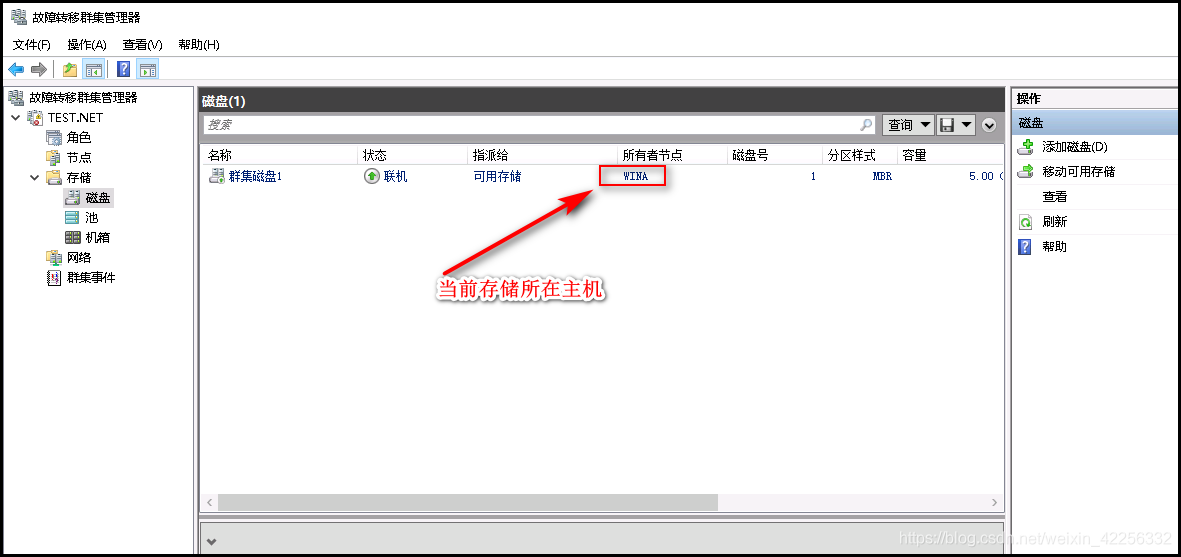 故障转移群集管理器
文件(F) 操作(A) 查看(V) 帮助(H)
故障转移群集管理器
TEST.NET
角色
节点
存储
磁盘
池
机箱
网络
群集事件
磁盘(1)
搜索
查询
名称 状态 指派给 所有者节点 磁盘号 分区样式 容量
群集磁盘1 联机 可用存储 WINA 1 MBR 5.00 (
当前存储所在主机
操作
磁盘
添加磁盘(D)
移动可用存储
查看
刷新
帮助
https://blog.csdn.net/weixin_42256332